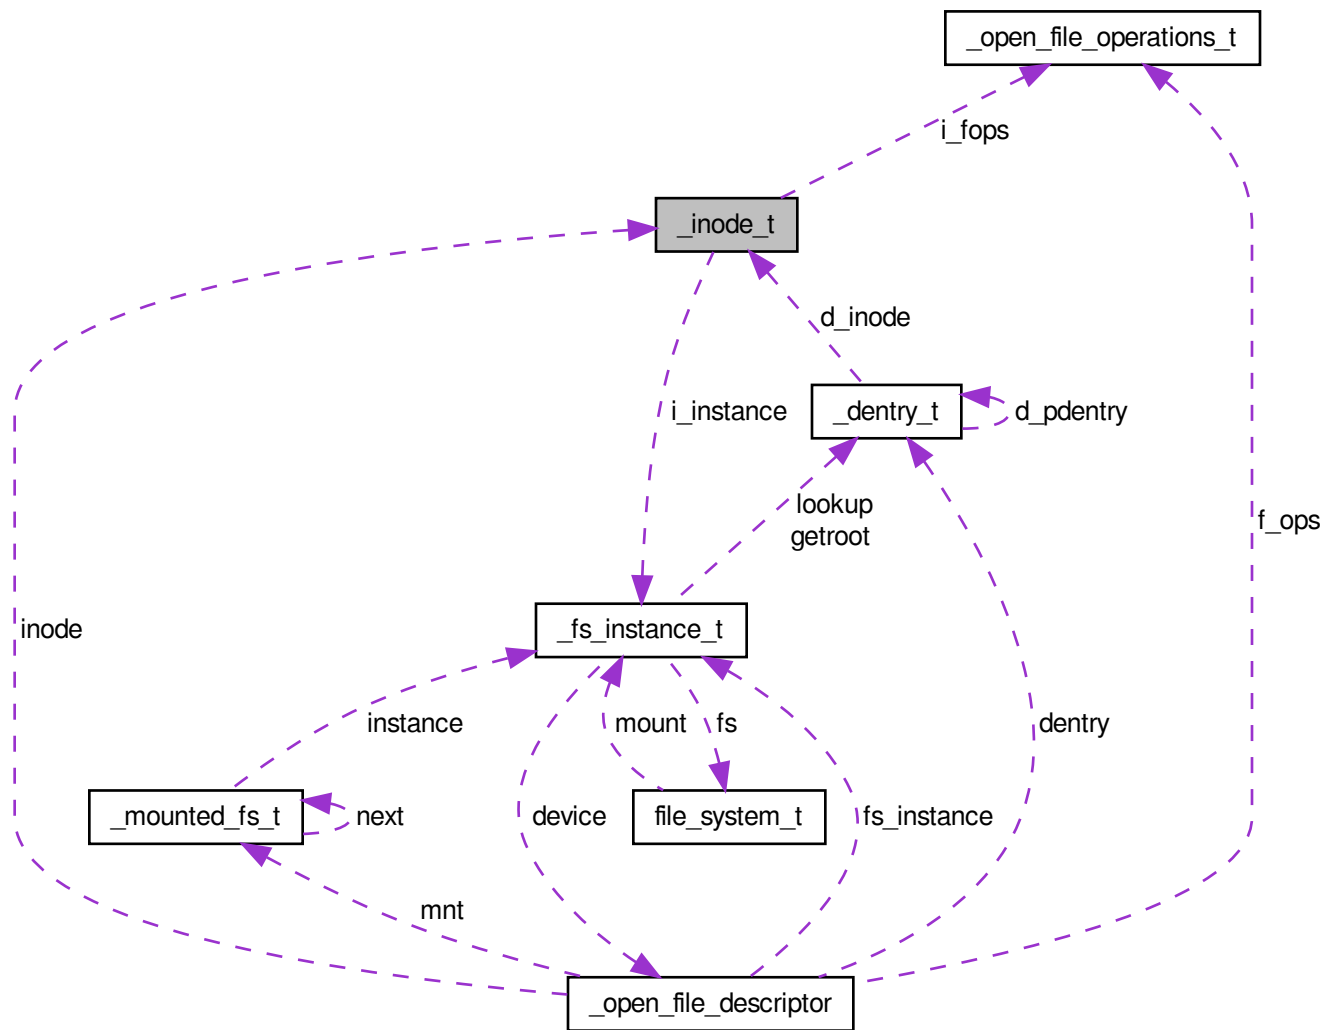 _open_file_operations_t
i_fops
_inode_t
d_inode
_dentry_t
d_pdentry
i_instance
lookup
getroot
f_ops
inode
_fs_instance_t
instance
mount
fs
dentry
_mounted_fs_t
next
device
file_system_t
fs_instance
mnt
_open_file_descriptor